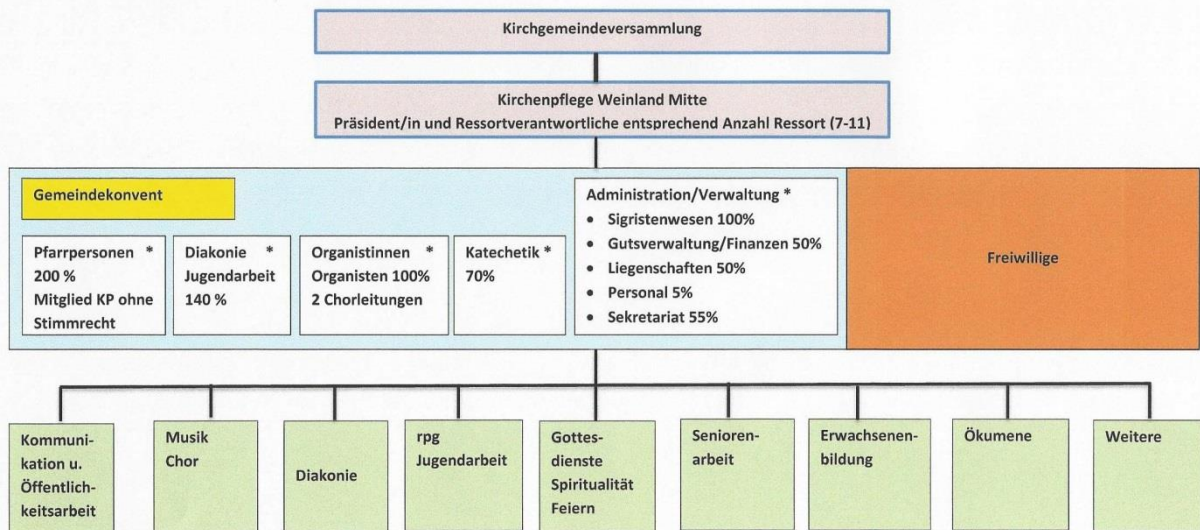 Kirchgemeindeversammlung
Kirchenpflege Weinland Mitte
Präsident/in und Ressortverantwortliche entsprechend Anzahl Ressort (7-11)
Gemeindekonvent
Pfarrpersonen *
200 %
Mitglied KP ohne
Stimmrecht
Diakonie *
Jugendarbeit
140 %
Organistinnen *
Organisten 100%
2 Chorleitungen
Katechetik *
70%
Administration/Verwaltung *
• Sigristenwesen 100%
• Gutsverwaltung/Finanzen 50%
• Liegenschaften 50%
• Personal 5%
• Sekretariat 55%
Freiwillige
Kommuni-
kation u.
Öffentlich-
keitsarbeit
Musik
Chor
Diakonie
rpg
Jugendarbeit
Gottes-
dienste
Spiritualität
Feiern
Senioren-
arbeit
Erwachsenen-
bildung
Ökumene
Weitere